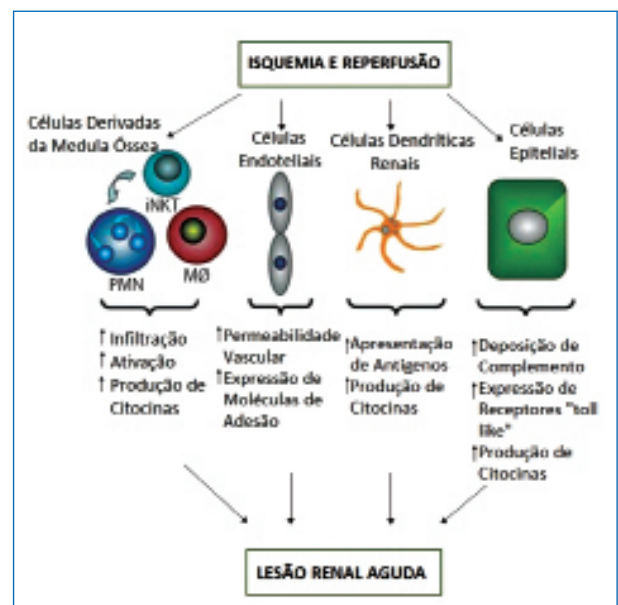 ISQUEMIA E REPERFUSÃO
Células Derivadas
da Medula Óssea
Células
Endoteliais
Células Dendríticas
Renais
Células
Epiteliais
iNKT
PMN
MØ
↑ Infiltração
↑ Ativação
↑ Produção de
Citocinas
↑Permeabilidade
Vascular
↑Expressão de
Moléculas de
Adesão
↑Apresentação
de Antigenos
↑Produção de
Citocinas
↑Deposição de
Complemento
↑Expressão de
Receptores "toll
like"
↑Produção de
Citocinas
LESÃO RENAL AGUDA